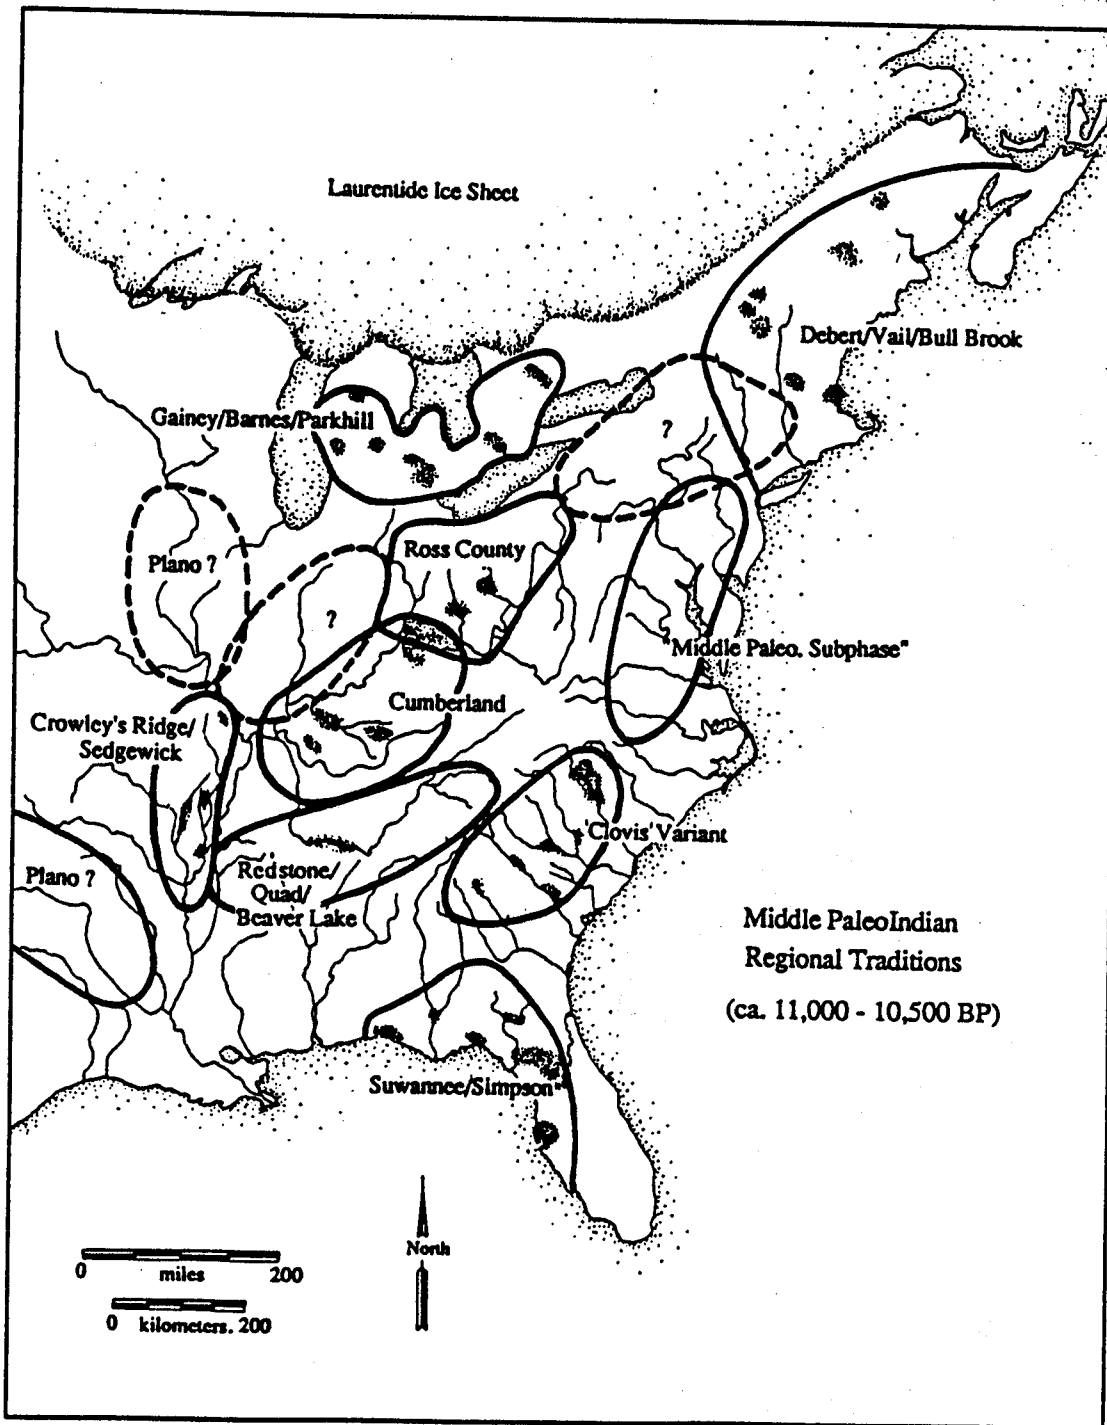 Laurentide Ice Sheet
Debert/Vail/Bull Brook
Gainey/Barnes/Parkhill
?
Ross County
Plano ?
?
"Middle Paleo. Subphase"
Cumberland
Crowley's Ridge/
Sedgewick
'Clovis' Variant
Plano ?
Redstone/
Quad/
Beaver Lake
Middle PaleoIndian
Regional Traditions
(ca. 11,000 - 10,500 BP)
Suwannee/Simpson"
North
0 miles 200
0 kilometers. 200